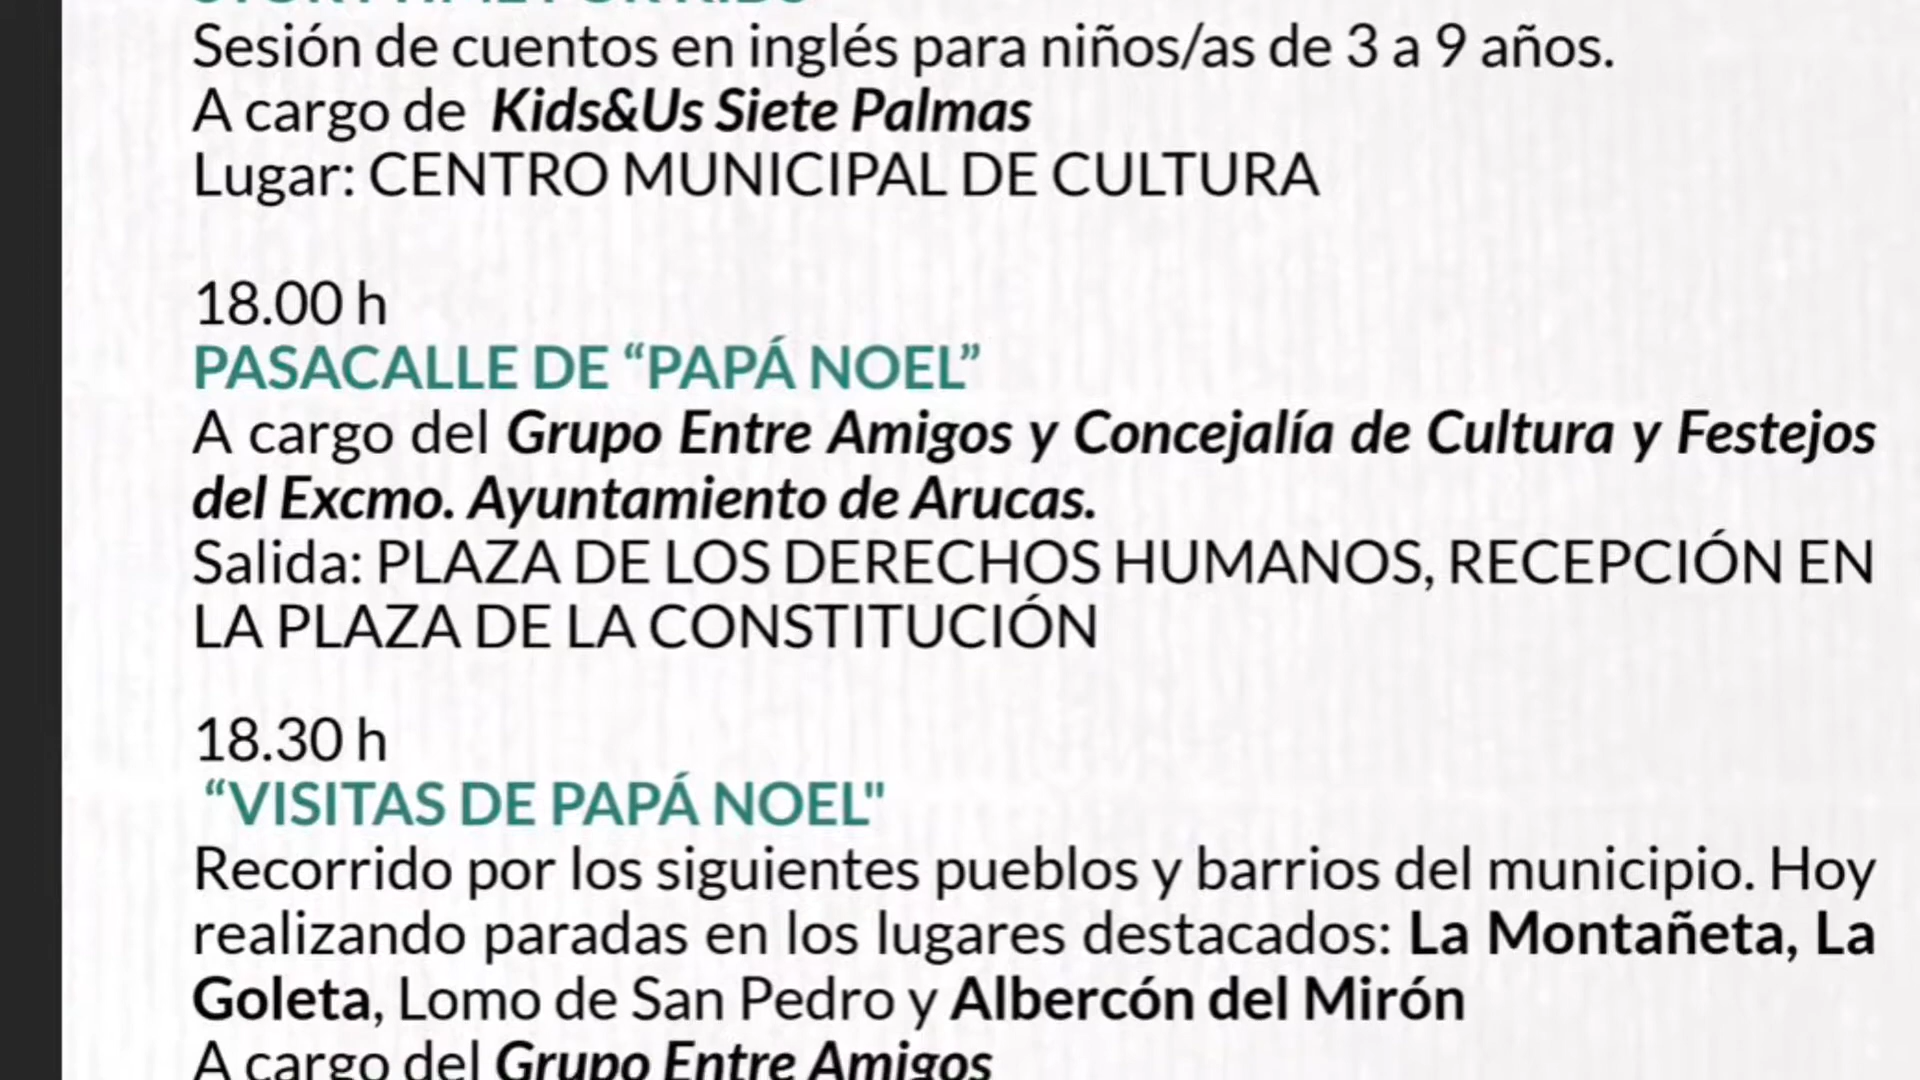 Sesión de cuentos en inglés para niños/as de 3 a 9 años.
A cargo de Kids&Us Siete Palmas
Lugar: CENTRO MUNICIPAL DE CULTURA
18.00 h
PASACALLE DE “PAPÁ NOEL”
A cargo del Grupo Entre Amigos y Concejalía de Cultura y Festejos
del Excmo. Ayuntamiento de Arucas.
Salida: PLAZA DE LOS DERECHOS HUMANOS, RECEPCIÓN EN
LA PLAZA DE LA CONSTITUCIÓN
18.30 h
“VISITAS DE PAPÁ NOEL"
Recorrido por los siguientes pueblos y barrios del municipio. Hoy
realizando paradas en los lugares destacados: La Montañeta, La
Goleta, Lomo de San Pedro y Albercón del Mirón
A cargo del Grupo Entre Amigos